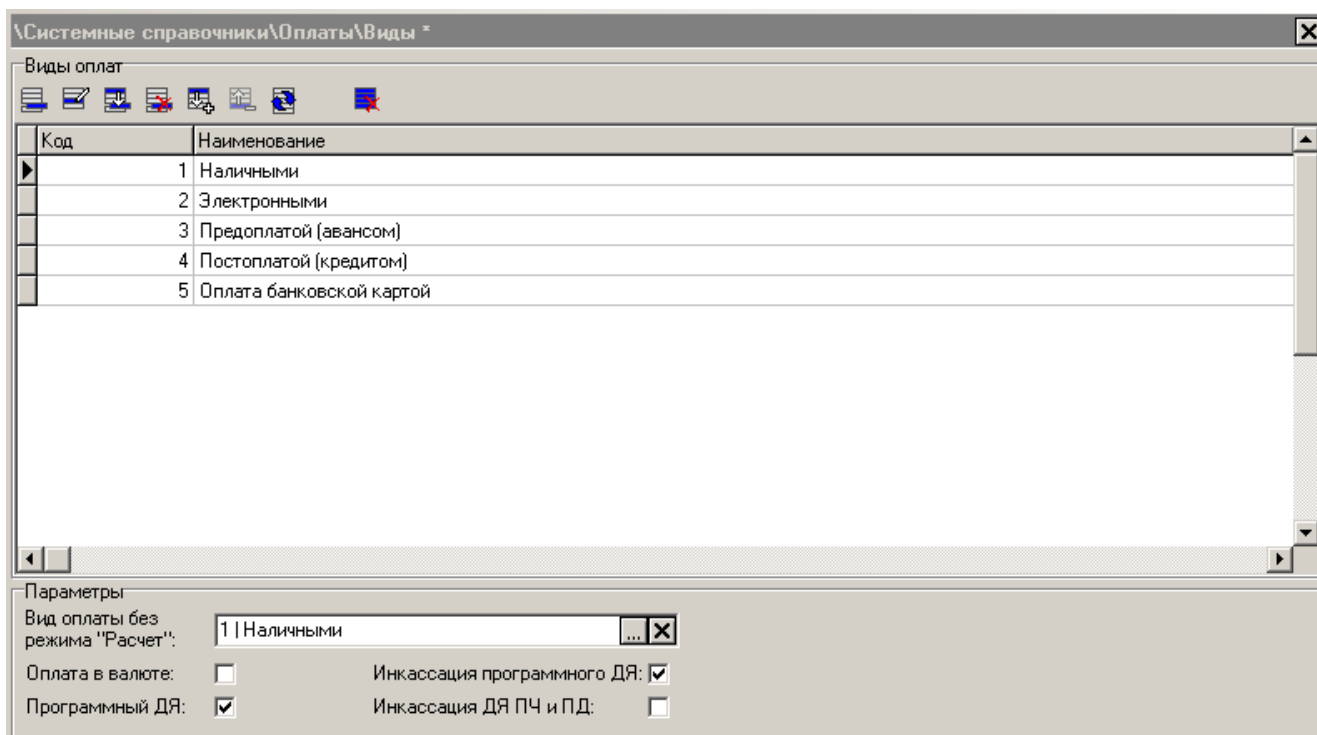 \Системные справочники\Оплаты\Виды *
Виды оплат
Код Наименование
1 Наличными
2 Электронными
3 Предоплатой (авансом)
4 Постоплатой (кредитом)
5 Оплата банковской картой
Параметры
Вид оплаты без
режима "Расчет":
1 | Наличными ...
Оплата в валюте: Инкассация программного ДЯ:
Программный ДЯ: Инкассация ДЯ ПЧ и ПД: